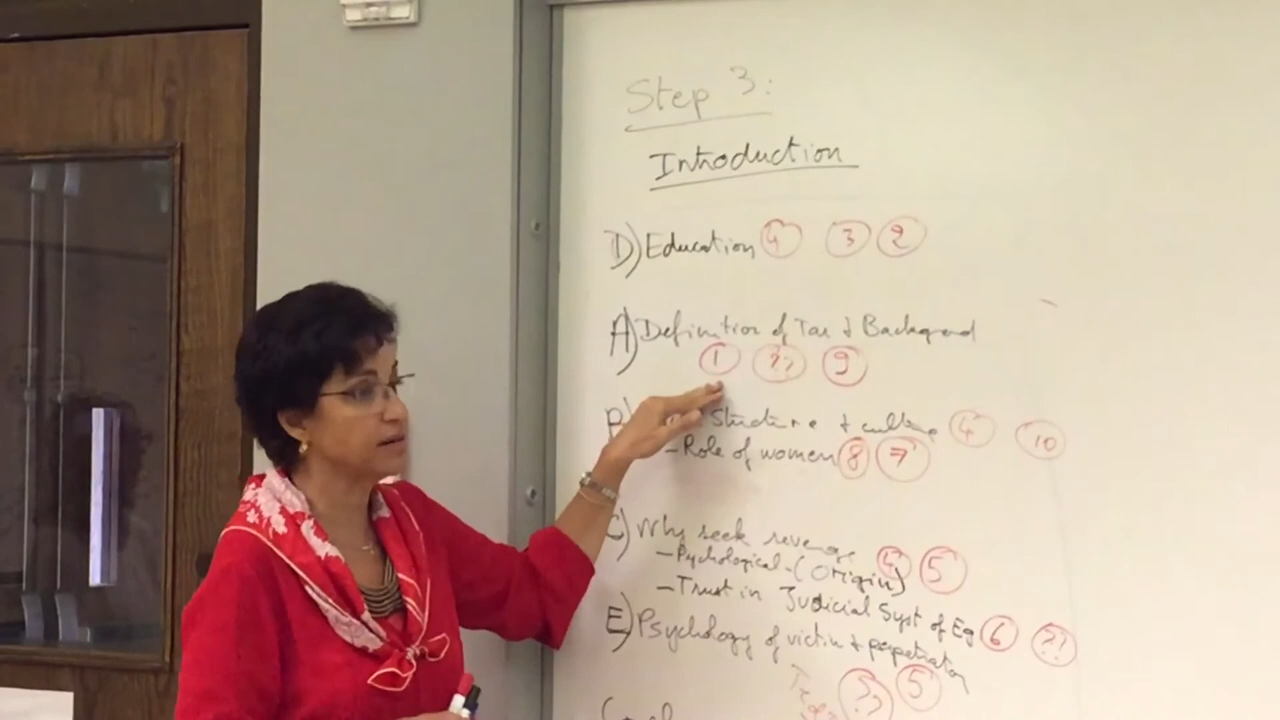 Step 3:
Introduction
D) Education 4 3 2
A) Definition of Tar & Background
1 ?? 9
B) Structure & culture 4 10
- Role of women 8 7
C) Why seek revenge
- Psychological - (Origin) 5
- Trust in Judicial Syst of Eg 6 ??
E) Psychology of victim & perpetrator
?? 5